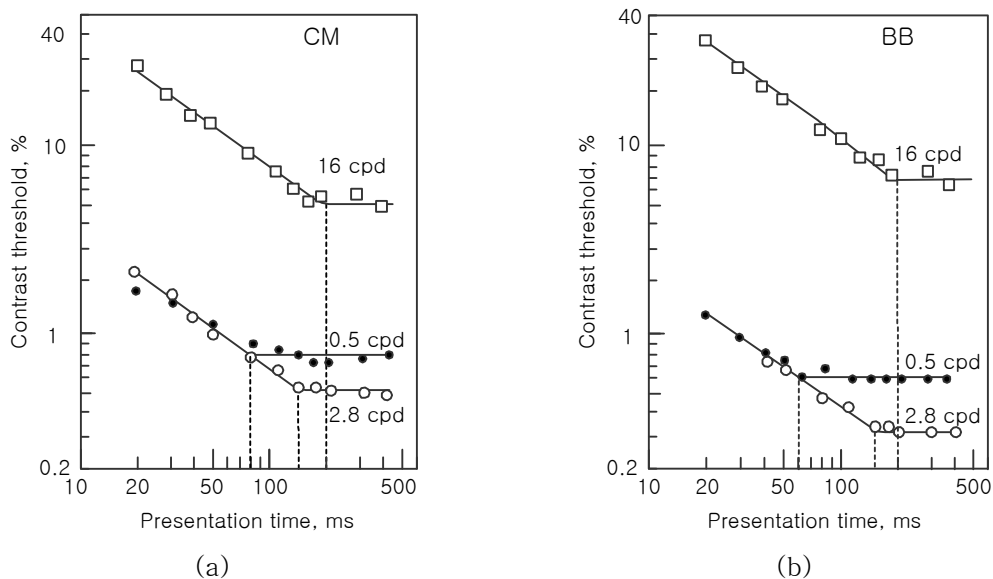 CM
Contrast threshold, %
40
10
1
0.2
16 cpd
0.5 cpd
2.8 cpd
10 20 50 100 500
Presentation time, ms
(a)
BB
Contrast threshold, %
40
10
1
0.2
16 cpd
0.5 cpd
2.8 cpd
10 20 50 100 500
Presentation time, ms
(b)